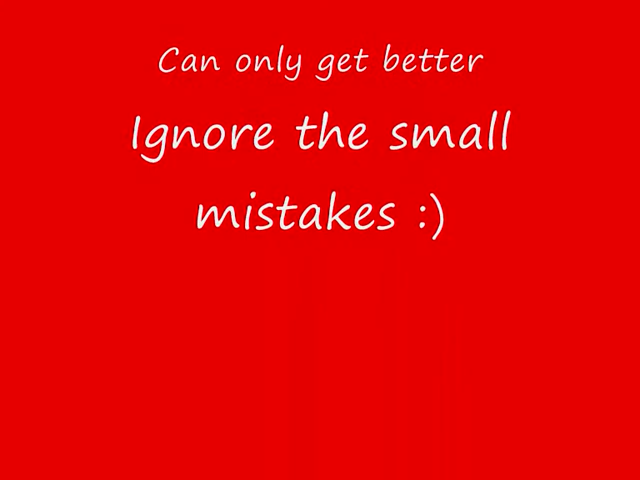 Can only get better
Ignore the small
mistakes :)